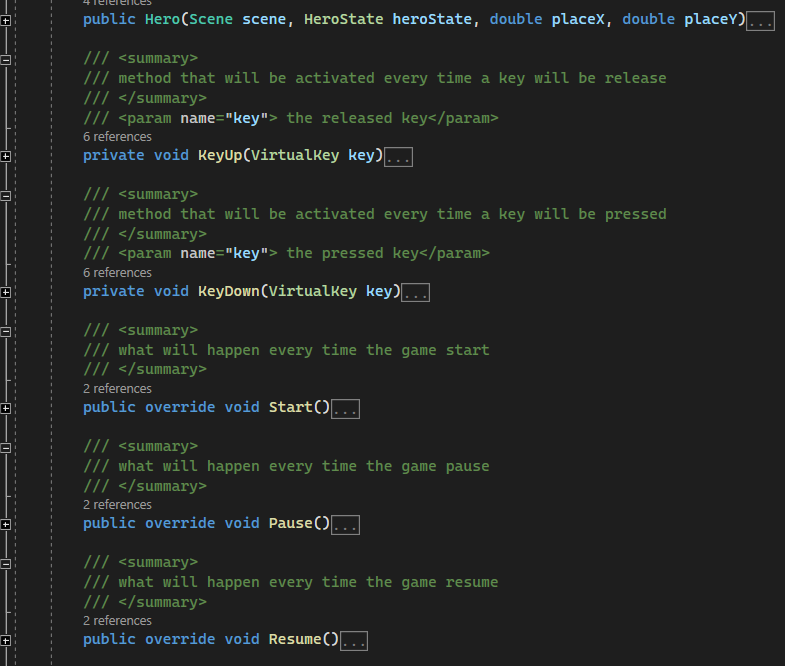 4 references
public Hero(Scene scene, HeroState heroState, double placeX, double placeY)...
/// <summary>
/// method that will be activated every time a key will be release
/// </summary>
/// <param name="key"> the released key</param>
6 references
private void KeyUp(VirtualKey key)...
/// <summary>
/// method that will be activated every time a key will be pressed
/// </summary>
/// <param name="key"> the pressed key</param>
6 references
private void KeyDown(VirtualKey key)...
/// <summary>
/// what will happen every time the game start
/// </summary>
2 references
public override void Start()...
/// <summary>
/// what will happen every time the game pause
/// </summary>
2 references
public override void Pause()...
/// <summary>
/// what will happen every time the game resume
/// </summary>
2 references
public override void Resume()...